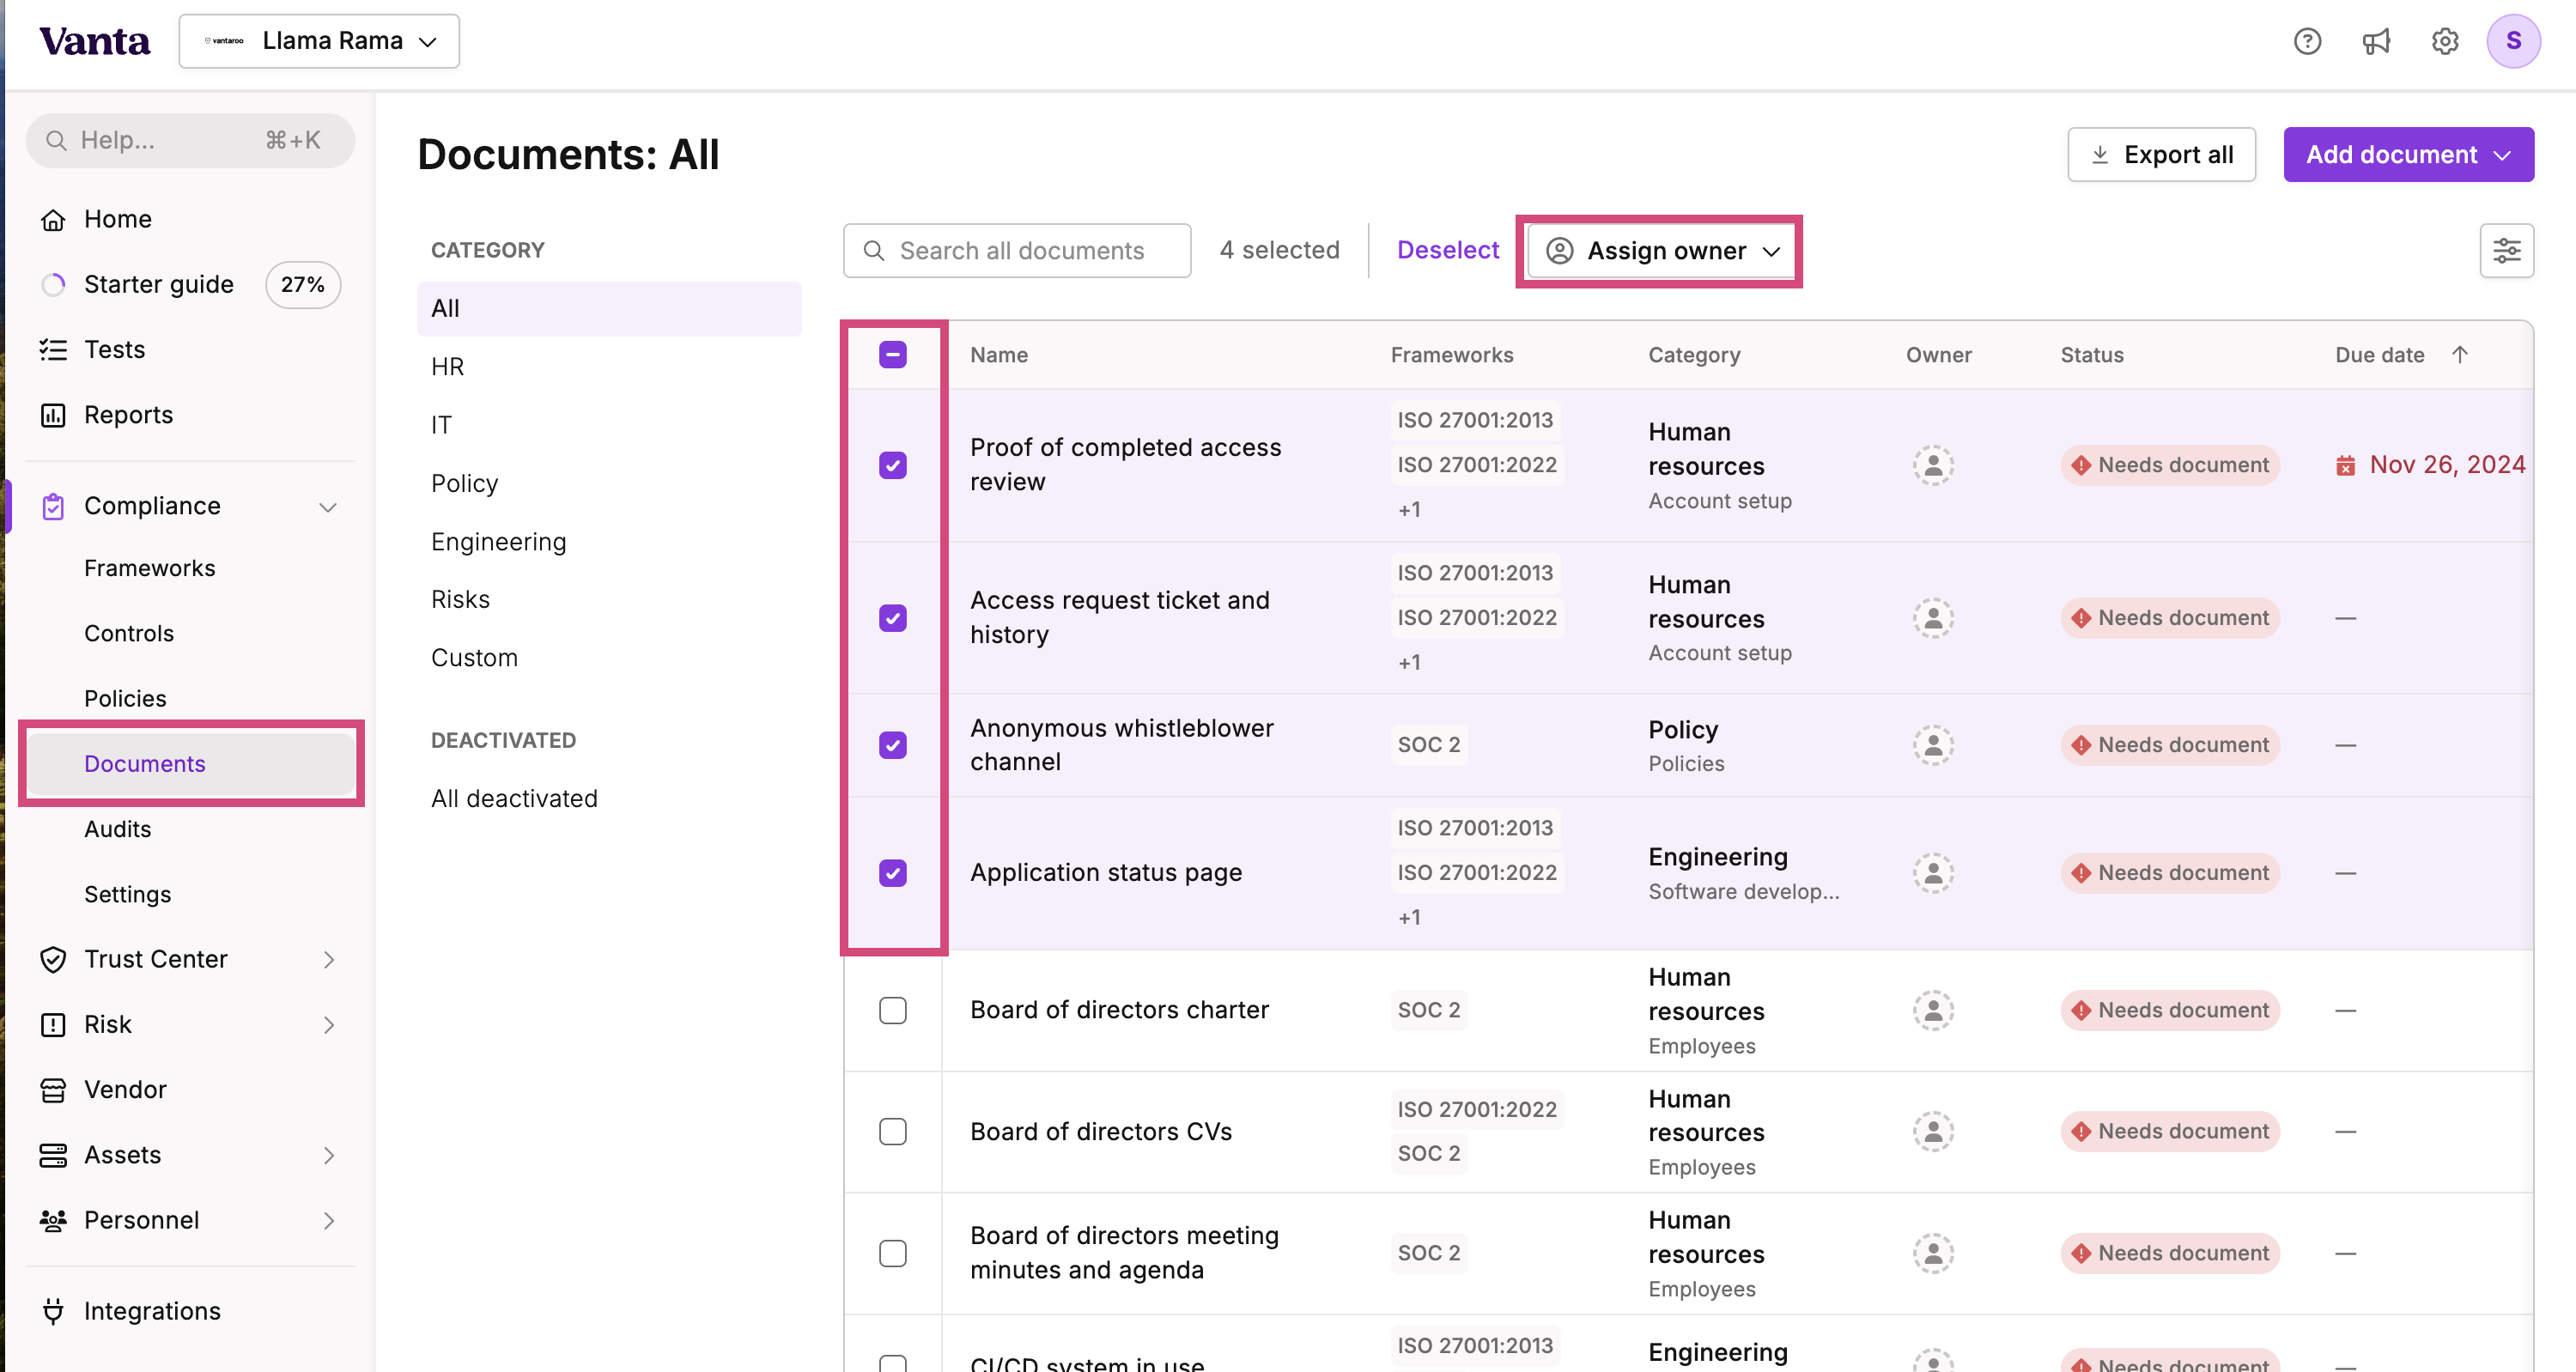 Vanta
vantaroo
Llama Rama
S
Help... ⌘+K
Home
Starter guide 27%
Tests
Reports
Compliance
Frameworks
Controls
Policies
Documents
Audits
Settings
Trust Center
Risk
Vendor
Assets
Personnel
Integrations
Documents: All
Export all
Add document
CATEGORY
All
HR
IT
Policy
Engineering
Risks
Custom
DEACTIVATED
All deactivated
Search all documents
4 selected
Deselect
Assign owner
Name Frameworks Category Owner Status Due date
Proof of completed access
review
ISO 27001:2013
ISO 27001:2022
+1
Human
resources
Account setup
Needs document
Nov 26, 2024
Access request ticket and
history
ISO 27001:2013
ISO 27001:2022
+1
Human
resources
Account setup
Needs document
—
Anonymous whistleblower
channel
SOC 2
Policy
Policies
Needs document
—
Application status page
ISO 27001:2013
ISO 27001:2022
+1
Engineering
Software develop...
Needs document
—
Board of directors charter
SOC 2
Human
resources
Employees
Needs document
—
Board of directors CVs
ISO 27001:2022
SOC 2
Human
resources
Employees
Needs document
—
Board of directors meeting
minutes and agenda
SOC 2
Human
resources
Employees
Needs document
—
CI/CD system in use
ISO 27001:2013
Engineering
Needs document
—